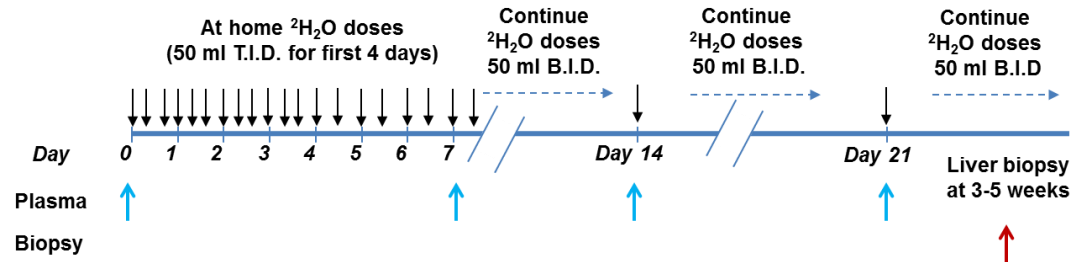 At home ²H₂O doses
(50 ml T.I.D. for first 4 days)
Continue
²H₂O doses
50 ml B.I.D.
Continue
²H₂O doses
50 ml B.I.D.
Continue
²H₂O doses
50 ml B.I.D
Day 0 1 2 3 4 5 6 7 Day 14 Day 21
Liver biopsy
at 3-5 weeks
Plasma
Biopsy